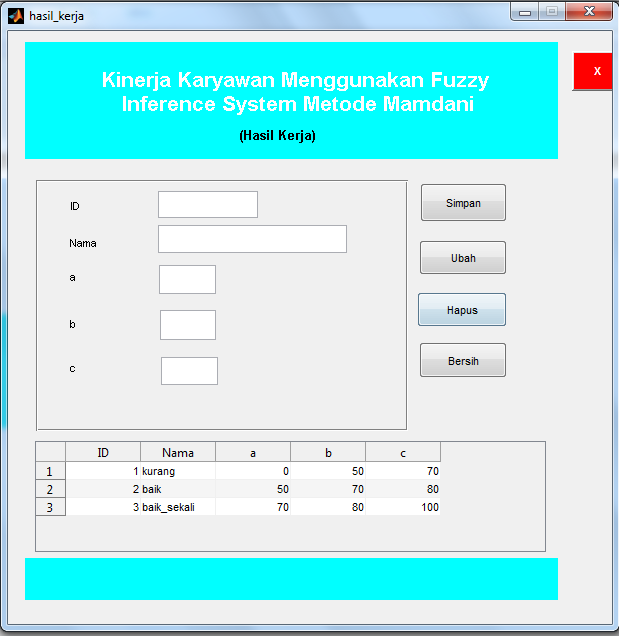 hasil_kerja
Kinerja Karyawan Menggunakan Fuzzy
Inference System Metode Mamdani
(Hasil Kerja)
X
ID
Nama
a
b
c
Simpan
Ubah
Hapus
Bersih
ID Nama a b c
1 1 kurang 0 50 70
2 2 baik 50 70 80
3 3 baik_sekali 70 80 100